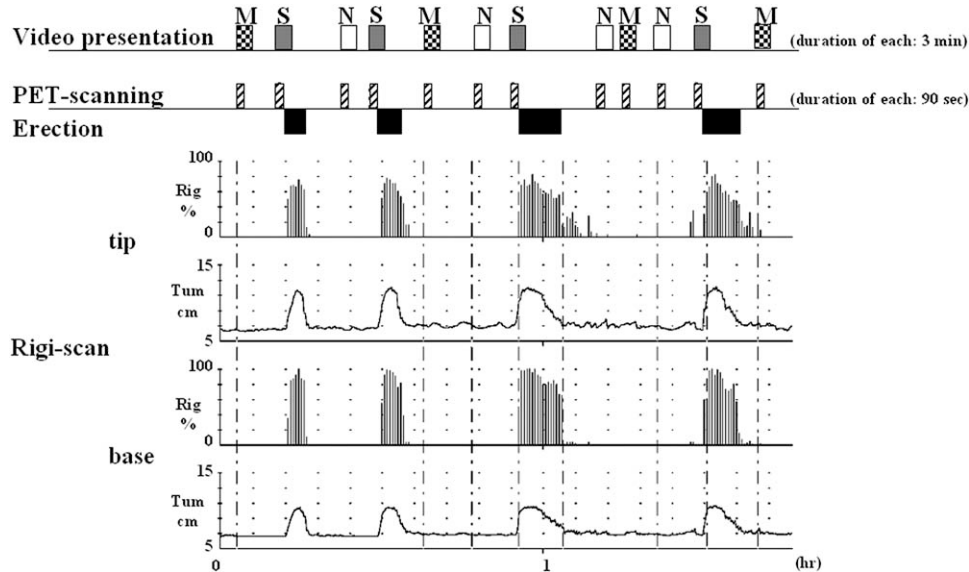 M S N S M N S N M N S M
Video presentation (duration of each: 3 min)
PET-scanning (duration of each: 90 sec)
Erection
100
Rig
%
0
tip
15
Tum
cm
5
Rigi-scan
100
Rig
%
0
base
15
Tum
cm
5
0 1 (hr)